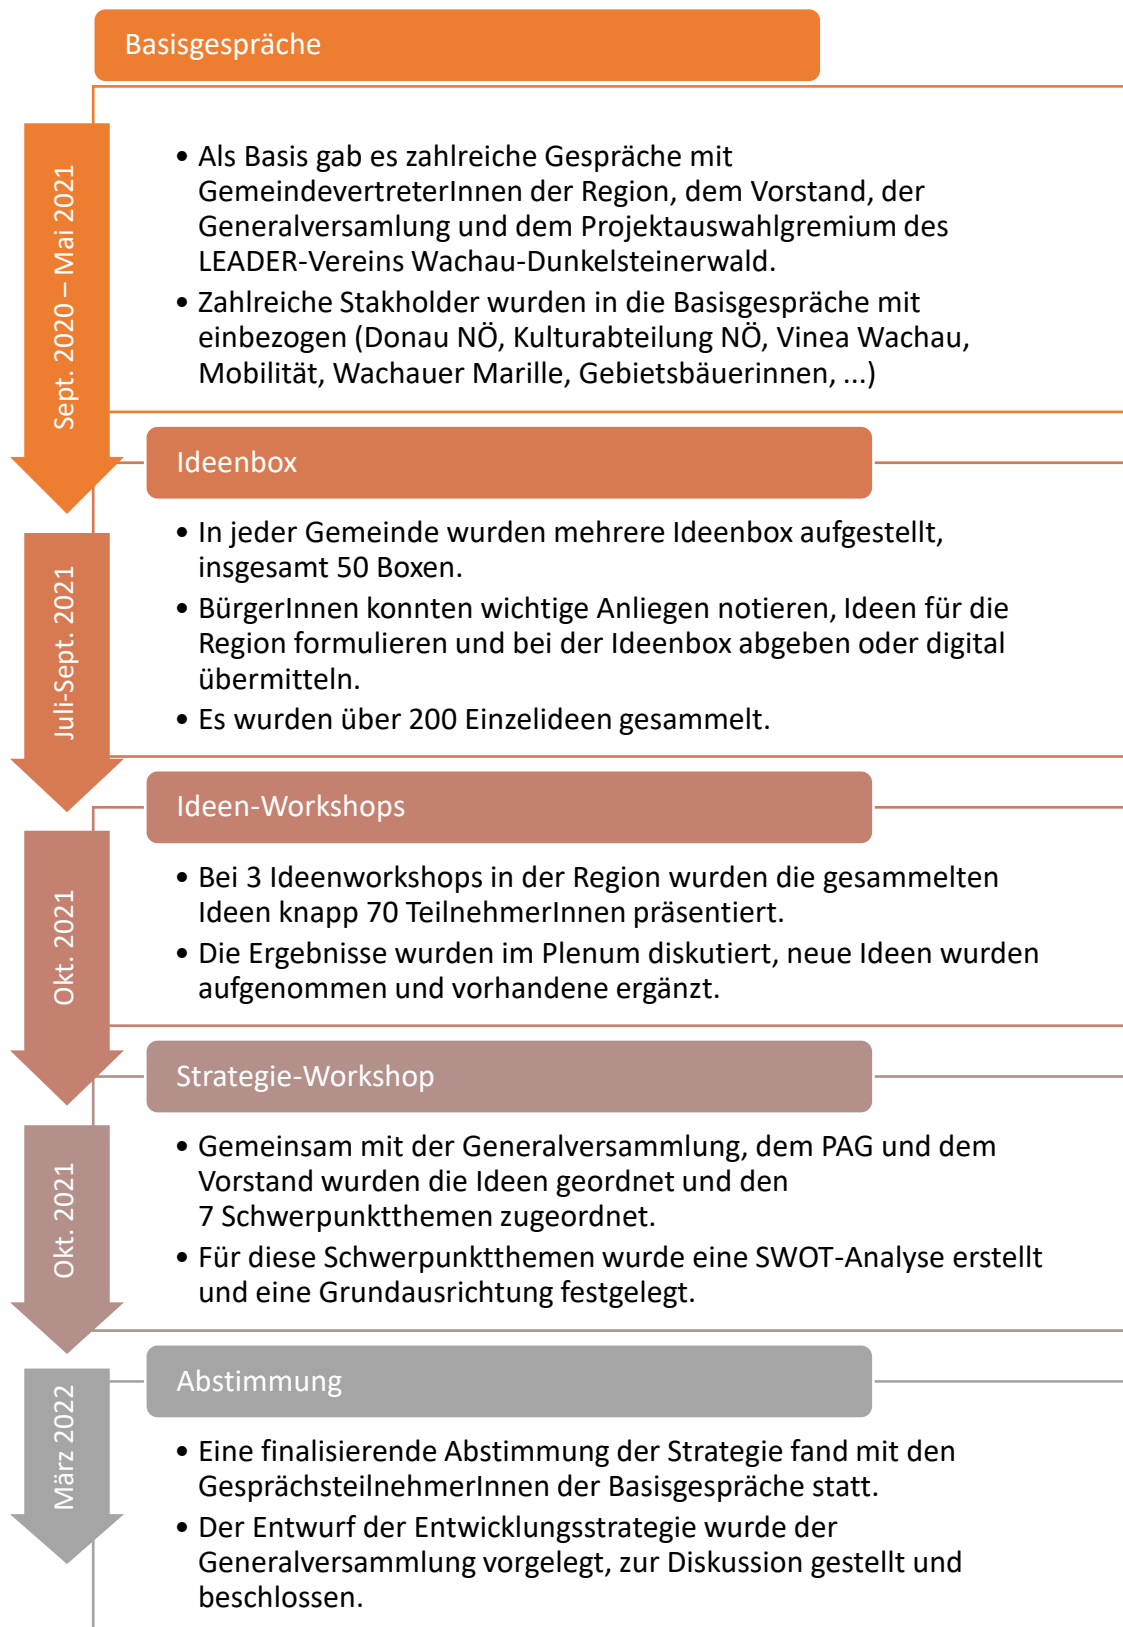 Basisgespräche
Sept. 2020 – Mai 2021
• Als Basis gab es zahlreiche Gespräche mit
GemeindevertreterInnen der Region, dem Vorstand, der
Generalversamlung und dem Projektauswahlgremium des
LEADER-Vereins Wachau-Dunkelsteinerwald.
• Zahlreiche Stakholder wurden in die Basisgespräche mit
einbezogen (Donau NÖ, Kulturabteilung NÖ, Vinea Wachau,
Mobilität, Wachauer Marille, Gebietsbäuerinnen, ...)
Ideenbox
Juli-Sept. 2021
• In jeder Gemeinde wurden mehrere Ideenbox aufgestellt,
insgesamt 50 Boxen.
• BürgerInnen konnten wichtige Anliegen notieren, Ideen für die
Region formulieren und bei der Ideenbox abgeben oder digital
übermitteln.
• Es wurden über 200 Einzelideen gesammelt.
Ideen-Workshops
Okt. 2021
• Bei 3 Ideenworkshops in der Region wurden die gesammelten
Ideen knapp 70 TeilnehmerInnen präsentiert.
• Die Ergebnisse wurden im Plenum diskutiert, neue Ideen wurden
aufgenommen und vorhandene ergänzt.
Strategie-Workshop
Okt. 2021
• Gemeinsam mit der Generalversammlung, dem PAG und dem
Vorstand wurden die Ideen geordnet und den
7 Schwerpunktthemen zugeordnet.
• Für diese Schwerpunktthemen wurde eine SWOT-Analyse erstellt
und eine Grundausrichtung festgelegt.
Abstimmung
März 2022
• Eine finalisierende Abstimmung der Strategie fand mit den
GesprächsteilnehmerInnen der Basisgespräche statt.
• Der Entwurf der Entwicklungsstrategie wurde der
Generalversammlung vorgelegt, zur Diskussion gestellt und
beschlossen.